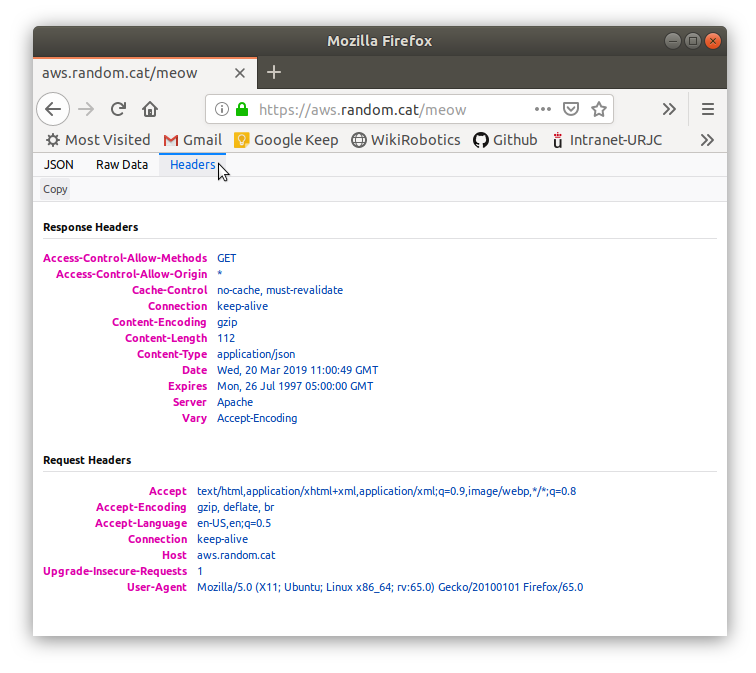 Mozilla Firefox
aws.random.cat/meow
https://aws.random.cat/meow
Most Visited Gmail Google Keep WikiRobotics Github Intranet-URJC
JSON Raw Data Headers
Copy
Response Headers
Access-Control-Allow-Methods GET
Access-Control-Allow-Origin *
Cache-Control no-cache, must-revalidate
Connection keep-alive
Content-Encoding gzip
Content-Length 112
Content-Type application/json
Date Wed, 20 Mar 2019 11:00:49 GMT
Expires Mon, 26 Jul 1997 05:00:00 GMT
Server Apache
Vary Accept-Encoding
Request Headers
Accept text/html,application/xhtml+xml,application/xml;q=0.9,image/webp,*/*;q=0.8
Accept-Encoding gzip, deflate, br
Accept-Language en-US,en;q=0.5
Connection keep-alive
Host aws.random.cat
Upgrade-Insecure-Requests 1
User-Agent Mozilla/5.0 (X11; Ubuntu; Linux x86_64; rv:65.0) Gecko/20100101 Firefox/65.0